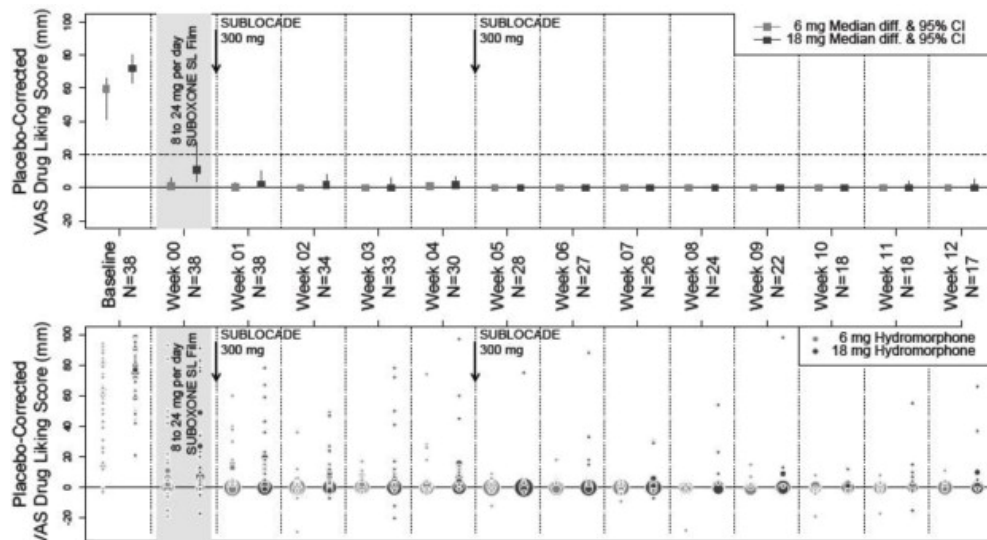 Placebo-Corrected
VAS Drug Liking Score (mm)
100
80
60
40
20
0
-20
8 to 24 mg per day
SUBOXONE SL Film
SUBLOCADE
300 mg
SUBLOCADE
300 mg
6 mg Median diff. & 95% CI
18 mg Median diff. & 95% CI
Baseline
N=38
Week 00
N=38
Week 01
N=38
Week 02
N=34
Week 03
N=33
Week 04
N=30
Week 05
N=28
Week 06
N=27
Week 07
N=26
Week 08
N=24
Week 09
N=22
Week 10
N=18
Week 11
N=18
Week 12
N=17
Placebo-Corrected
VAS Drug Liking Score (mm)
100
80
60
40
20
0
-20
8 to 24 mg per day
SUBOXONE SL Film
SUBLOCADE
300 mg
SUBLOCADE
300 mg
6 mg Hydromorphone
18 mg Hydromorphone